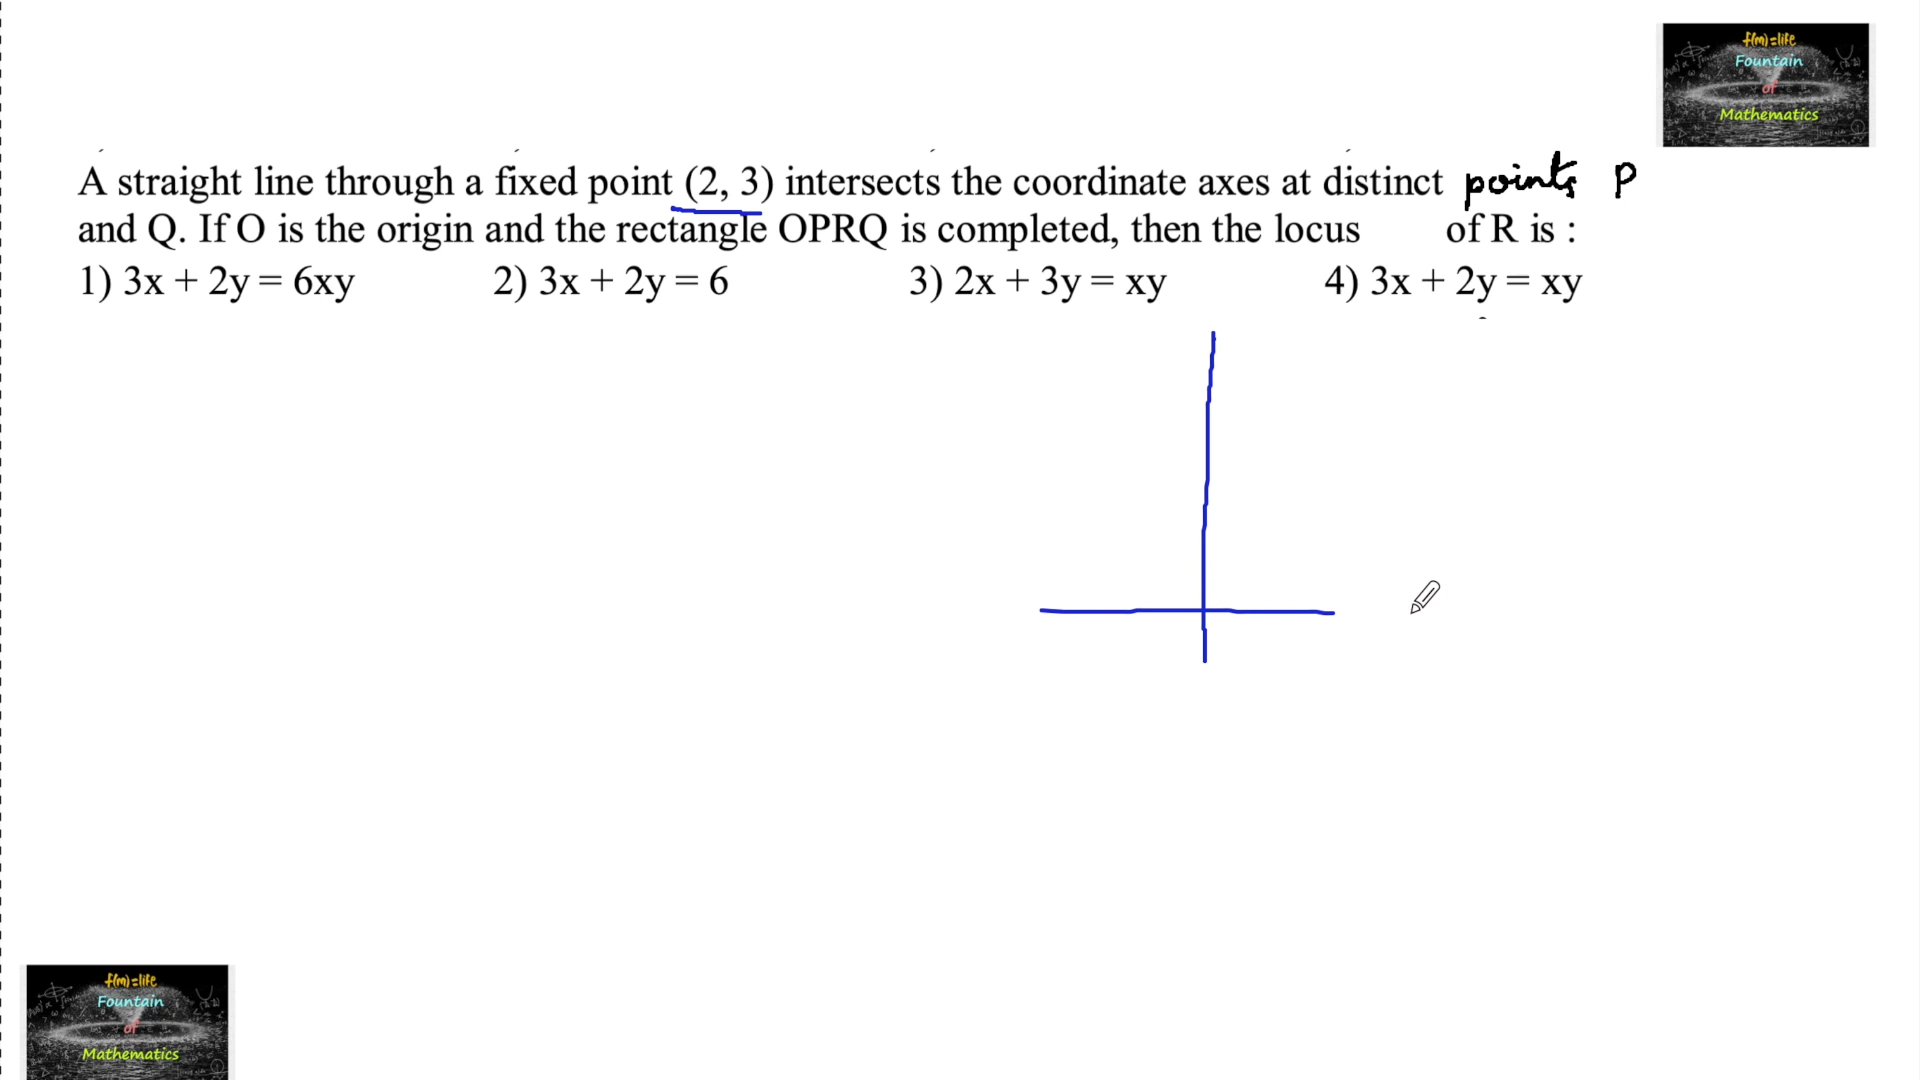 f(m)=life
Fountain
of
Mathematics
A straight line through a fixed point (2, 3) intersects the coordinate axes at distinct points P
and Q. If O is the origin and the rectangle OPRQ is completed, then the locus of R is :
1) 3x + 2y = 6xy 2) 3x + 2y = 6 3) 2x + 3y = xy 4) 3x + 2y = xy
f(m)=life
Fountain
of
Mathematics